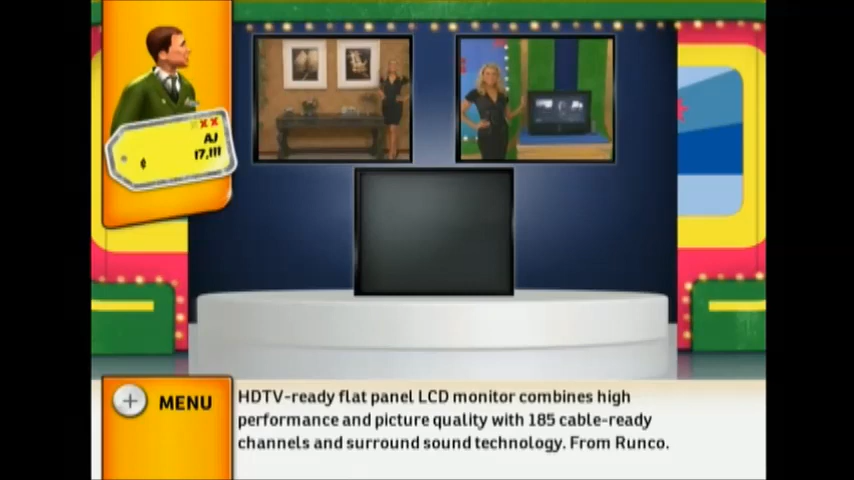 AJ
¢ 17,111
+ MENU
HDTV-ready flat panel LCD monitor combines high
performance and picture quality with 185 cable-ready
channels and surround sound technology. From Runco.